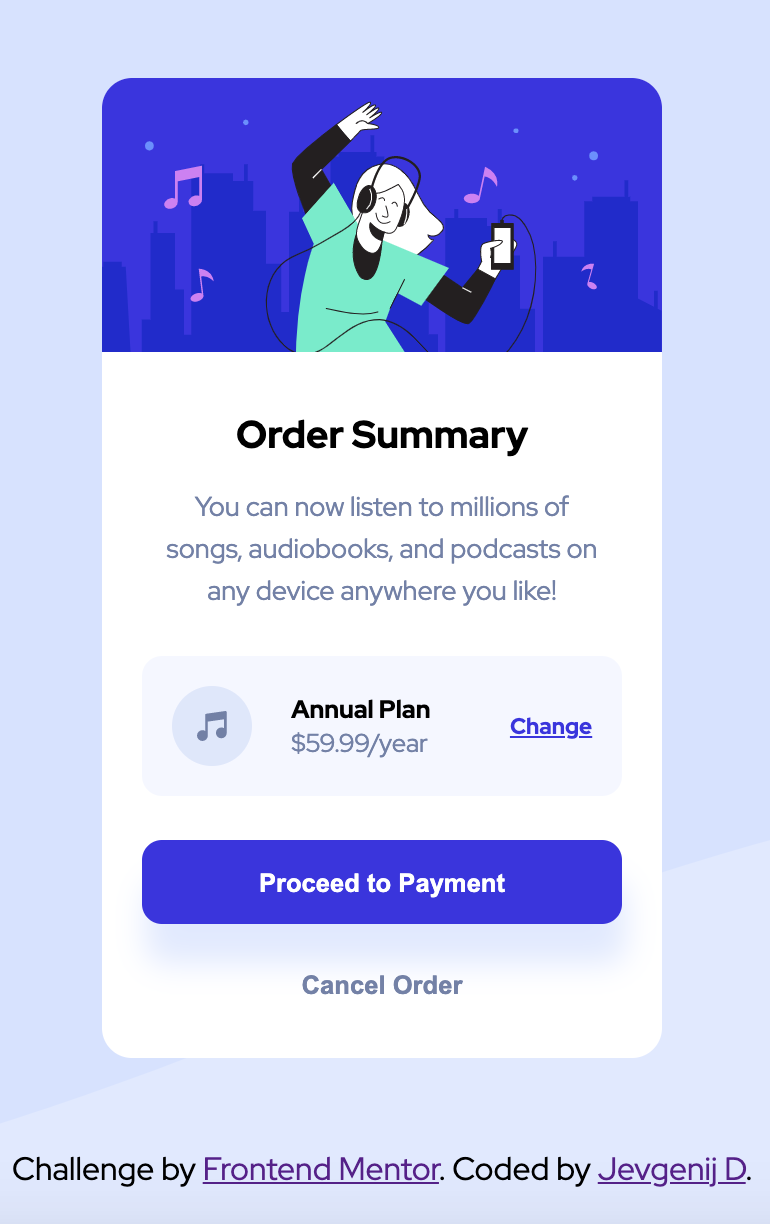 Order Summary
You can now listen to millions of
songs, audiobooks, and podcasts on
any device anywhere you like!
Annual Plan
$59.99/year
Change
Proceed to Payment
Cancel Order
Challenge by Frontend Mentor. Coded by Jevgenij D.